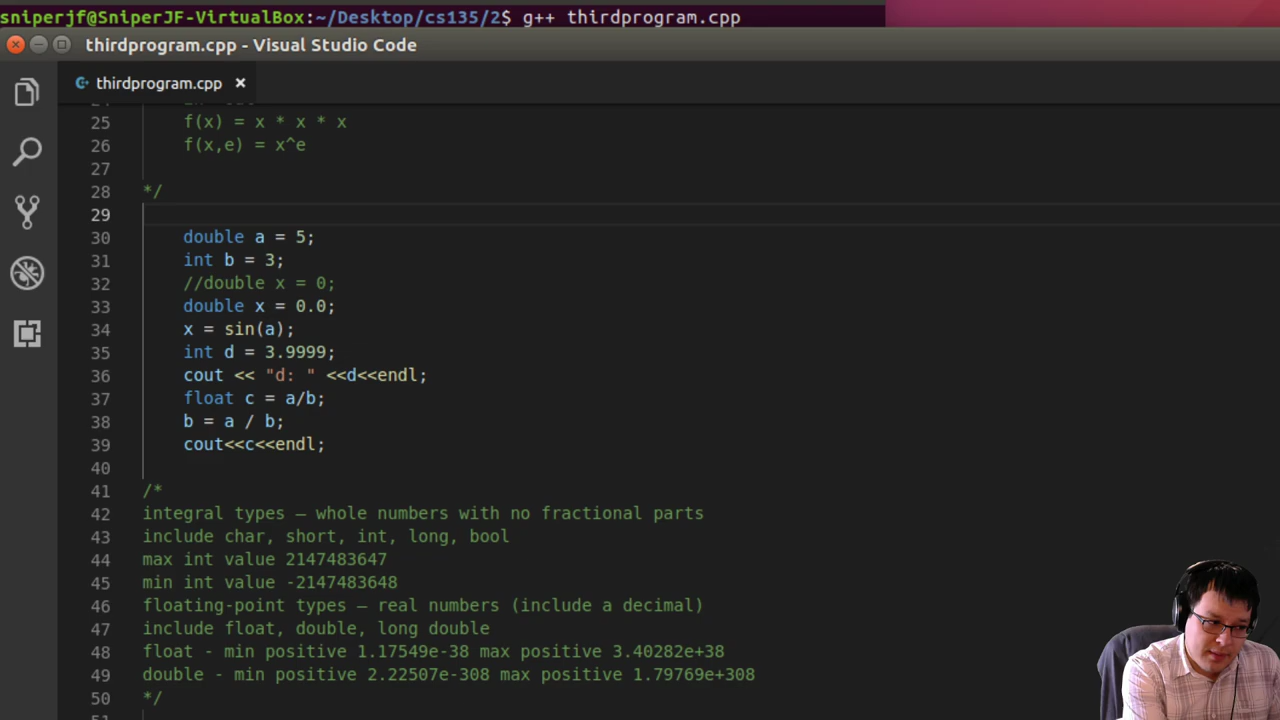 sniperjf@SniperJF-VirtualBox:~/Desktop/cs135/2$ g++ thirdprogram.cpp
thirdprogram.cpp - Visual Studio Code
thirdprogram.cpp ×
25 f(x) = x * x * x
26 f(x,e) = x^e
27
28 */
29
30 double a = 5;
31 int b = 3;
32 //double x = 0;
33 double x = 0.0;
34 x = sin(a);
35 int d = 3.9999;
36 cout << "d: " <<d<<endl;
37 float c = a/b;
38 b = a / b;
39 cout<<c<<endl;
40
41 /*
42 integral types – whole numbers with no fractional parts
43 include char, short, int, long, bool
44 max int value 2147483647
45 min int value -2147483648
46 floating-point types – real numbers (include a decimal)
47 include float, double, long double
48 float - min positive 1.17549e-38 max positive 3.40282e+38
49 double - min positive 2.22507e-308 max positive 1.79769e+308
50 */